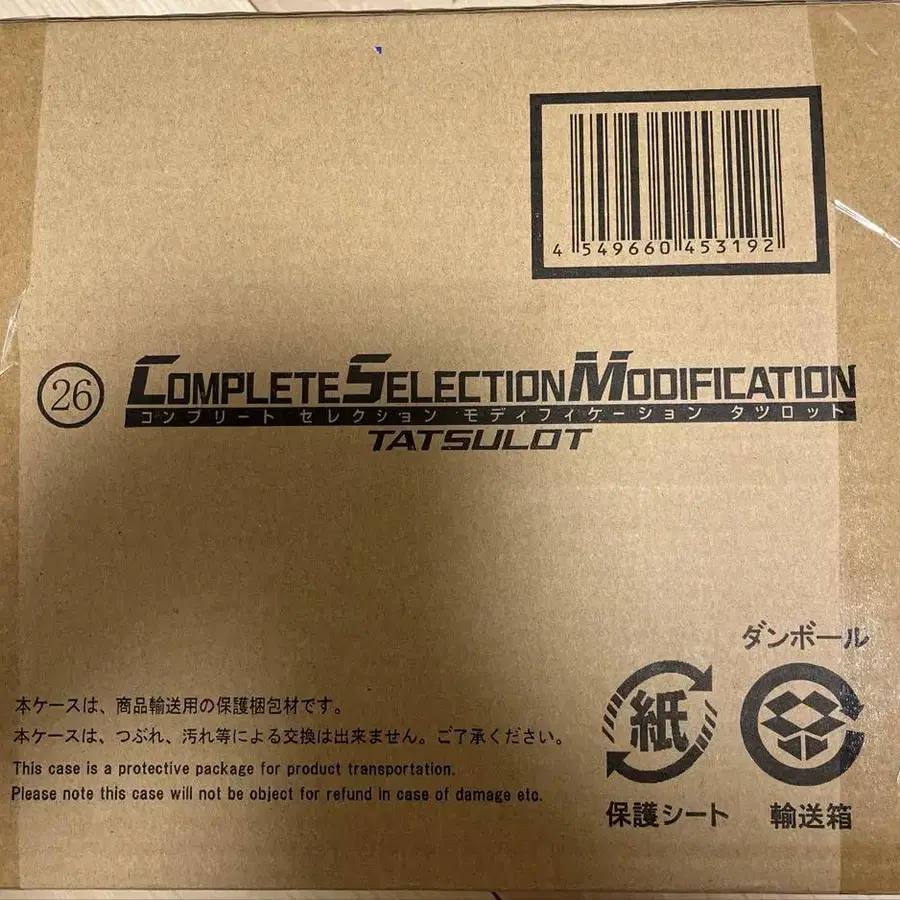 4 549660 453192
26
COMPLETE SELECTION MODIFICATION
コンプリート セレクション モディフィケーション タツロット
TATSULOT
ダンボール
紙
本ケースは、商品輸送用の保護梱包材です。
本ケースは、つぶれ、汚れ等による交換は出来ません。ご了承ください。
This case is a protective package for product transportation.
Please note this case will not be object for refund in case of damage etc.
保護シート
輸送箱